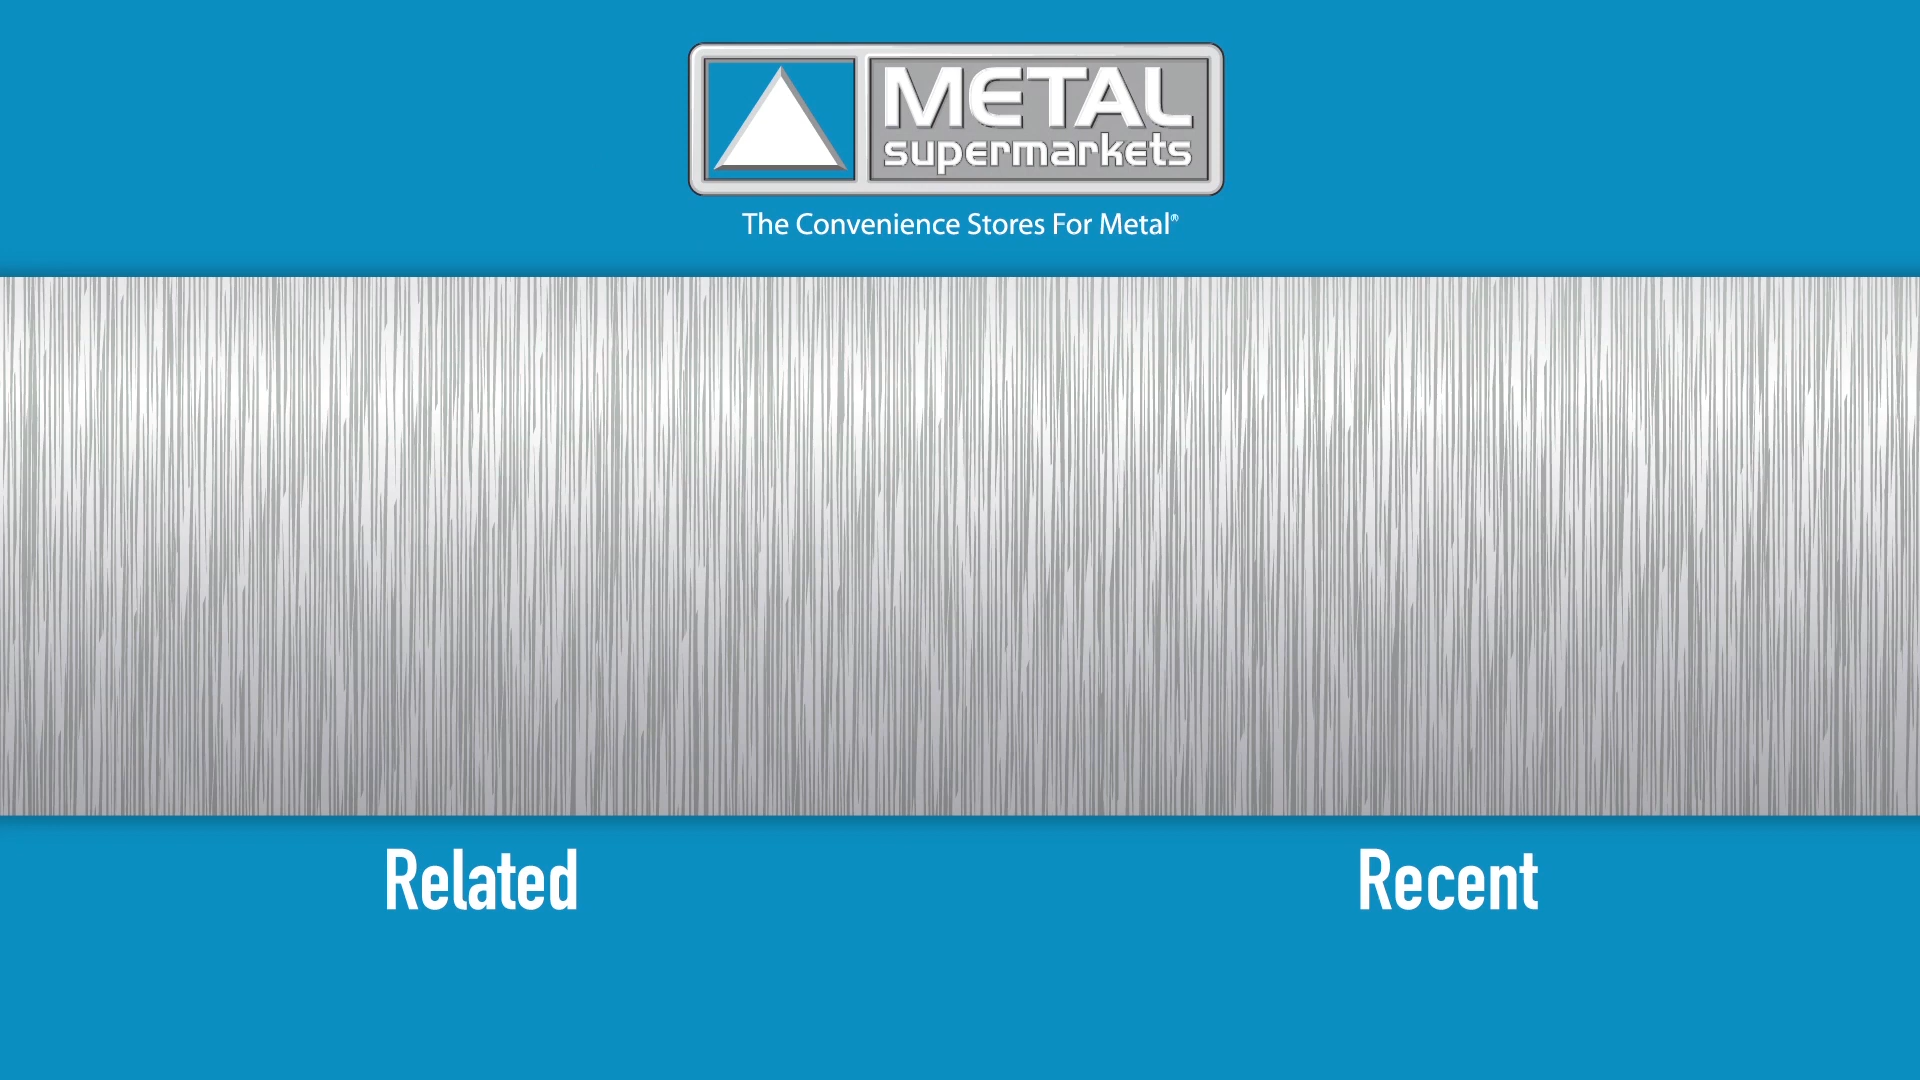 METAL
supermarkets
The Convenience Stores For Metal®
Related
Recent